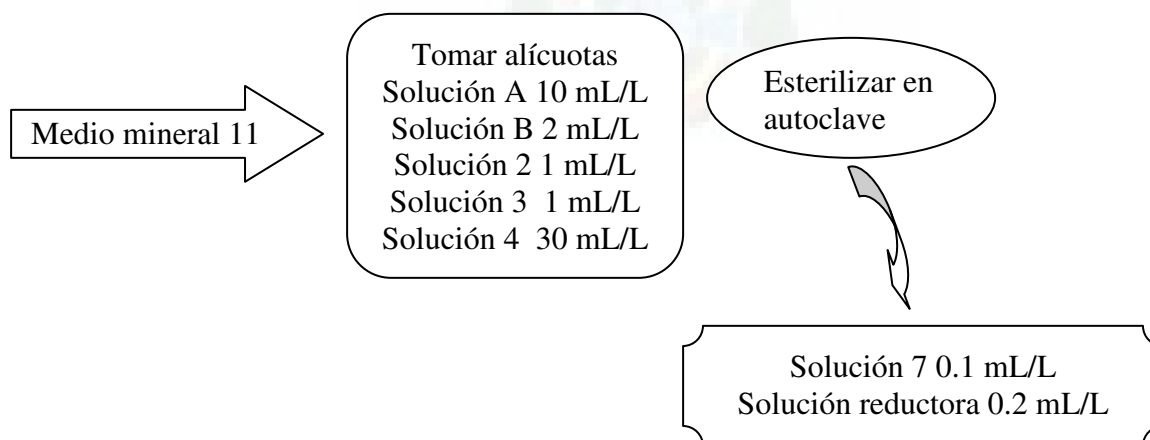 Medio mineral 11
Tomar alícuotas
Solución A 10 mL/L
Solución B 2 mL/L
Solución 2 1 mL/L
Solución 3 1 mL/L
Solución 4 30 mL/L
Esterilizar en
autoclave
Solución 7 0.1 mL/L
Solución reductora 0.2 mL/L